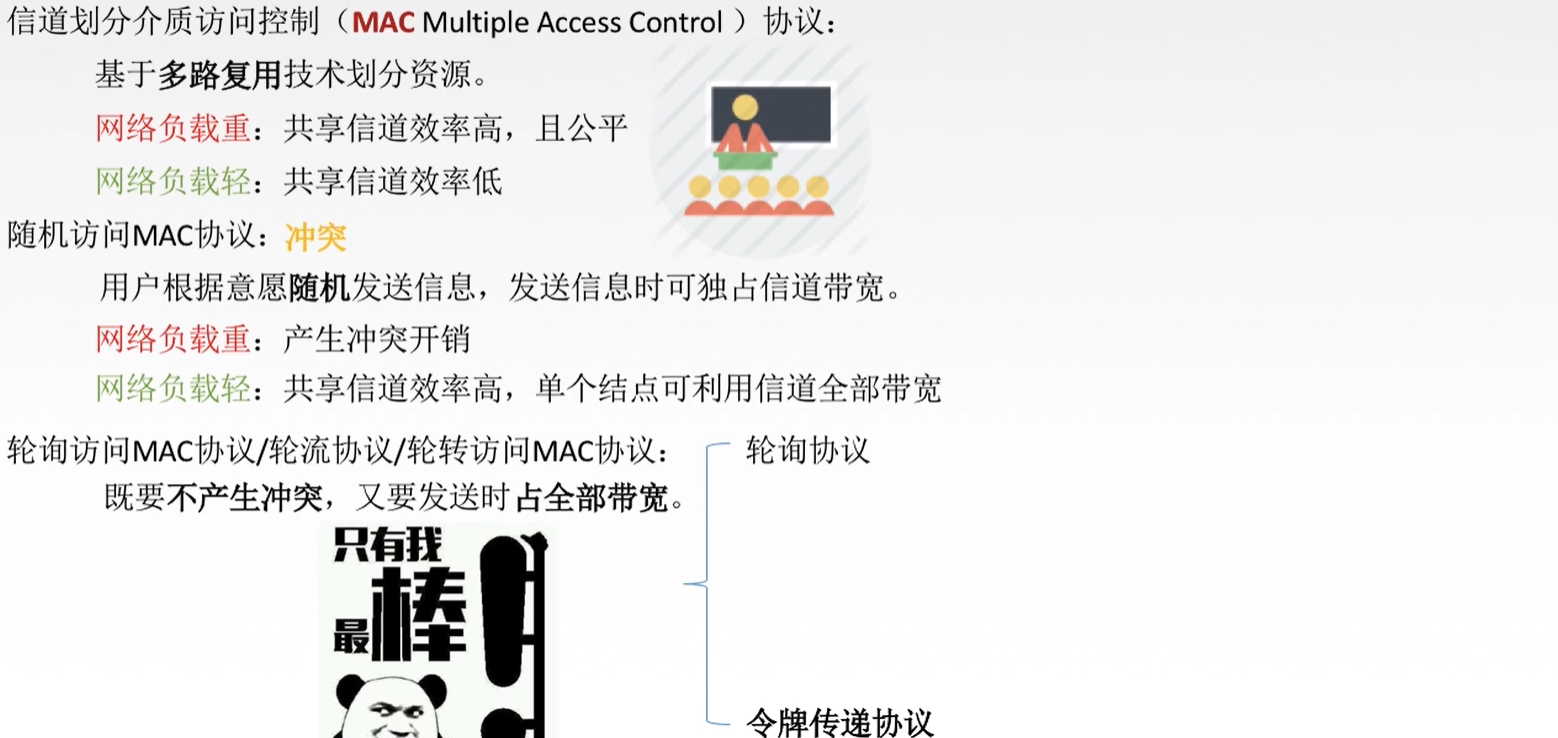 信道划分介质访问控制（MAC Multiple Access Control ）协议：
基于多路复用技术划分资源。
网络负载重：共享信道效率高，且公平
网络负载轻：共享信道效率低
随机访问MAC协议：冲突
用户根据意愿随机发送信息，发送信息时可独占信道带宽。
网络负载重：产生冲突开销
网络负载轻：共享信道效率高，单个结点可利用信道全部带宽
轮询访问MAC协议/轮流协议/轮转访问MAC协议：
轮询协议
既要不产生冲突，又要发送时占全部带宽。
只有我
最棒
令牌传递协议